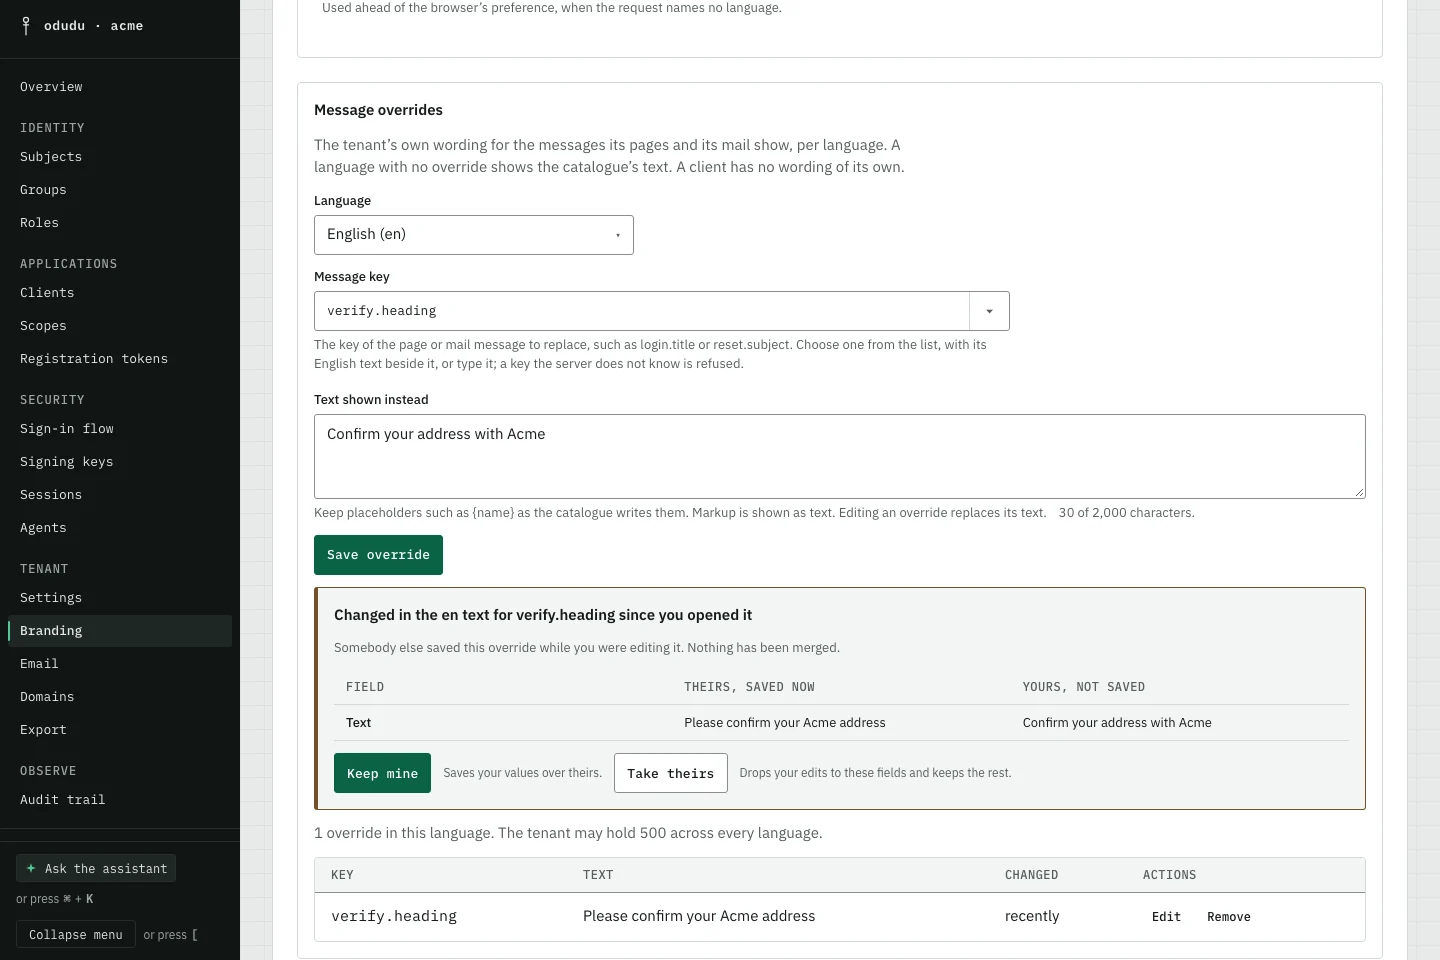 Used ahead of the browser’s preference, when the request names no language.
odudu · acme
Overview
IDENTITY
Subjects
Groups
Roles
APPLICATIONS
Clients
Scopes
Registration tokens
SECURITY
Sign-in flow
Signing keys
Sessions
Agents
TENANT
Settings
Branding
Email
Domains
Export
OBSERVE
Audit trail
Ask the assistant
or press ⌘ + K
Collapse menu or press [
Message overrides
The tenant’s own wording for the messages its pages and its mail show, per language. A
language with no override shows the catalogue’s text. A client has no wording of its own.
Language
English (en)
Message key
verify.heading
The key of the page or mail message to replace, such as login.title or reset.subject. Choose one from the list, with its
English text beside it, or type it; a key the server does not know is refused.
Text shown instead
Confirm your address with Acme
Keep placeholders such as {name} as the catalogue writes them. Markup is shown as text. Editing an override replaces its text. 30 of 2,000 characters.
Save override
Changed in the en text for verify.heading since you opened it
Somebody else saved this override while you were editing it. Nothing has been merged.
FIELD THEIRS, SAVED NOW YOURS, NOT SAVED
Text Please confirm your Acme address Confirm your address with Acme
Keep mine Saves your values over theirs. Take theirs Drops your edits to these fields and keeps the rest.
1 override in this language. The tenant may hold 500 across every language.
KEY TEXT CHANGED ACTIONS
verify.heading Please confirm your Acme address recently Edit Remove